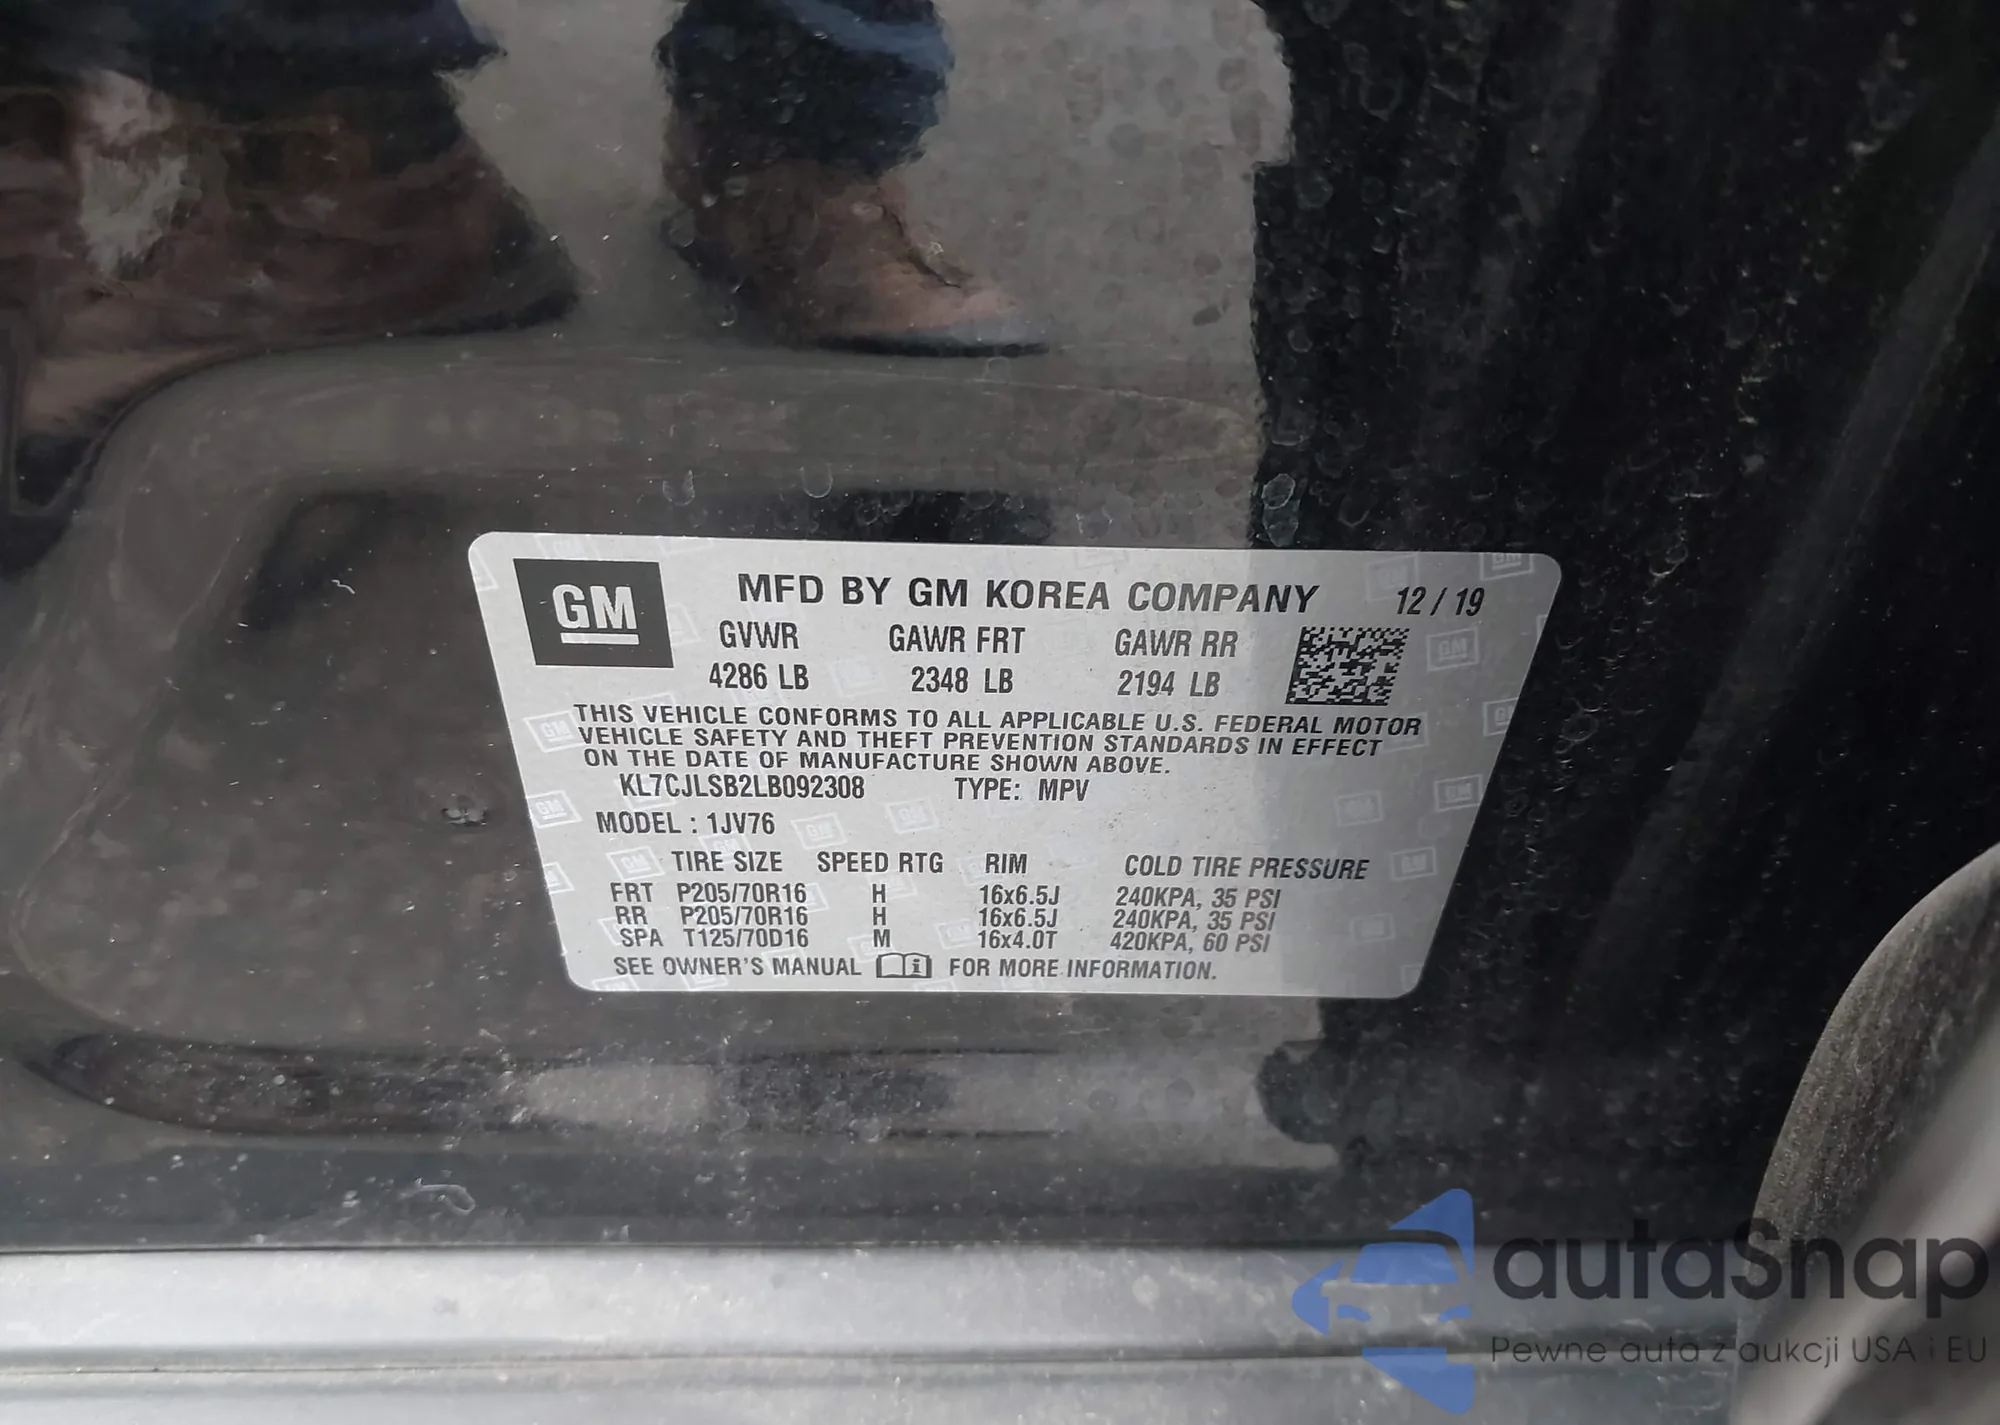 GM MFD BY GM KOREA COMPANY 12 / 19
GVWR GAWR FRT GAWR RR
4286 LB 2348 LB 2194 LB
THIS VEHICLE CONFORMS TO ALL APPLICABLE U.S. FEDERAL MOTOR
VEHICLE SAFETY AND THEFT PREVENTION STANDARDS IN EFFECT
ON THE DATE OF MANUFACTURE SHOWN ABOVE.
KL7CJLSB2LB092308 TYPE: MPV
MODEL : 1JV76
TIRE SIZE SPEED RTG RIM COLD TIRE PRESSURE
FRT P205/70R16 H 16x6.5J 240KPA, 35 PSI
RR P205/70R16 H 16x6.5J 240KPA, 35 PSI
SPA T125/70D16 M 16x4.0T 420KPA, 60 PSI
SEE OWNER'S MANUAL i FOR MORE INFORMATION.
autaSnap
Pewne auta z aukcji USA i EU